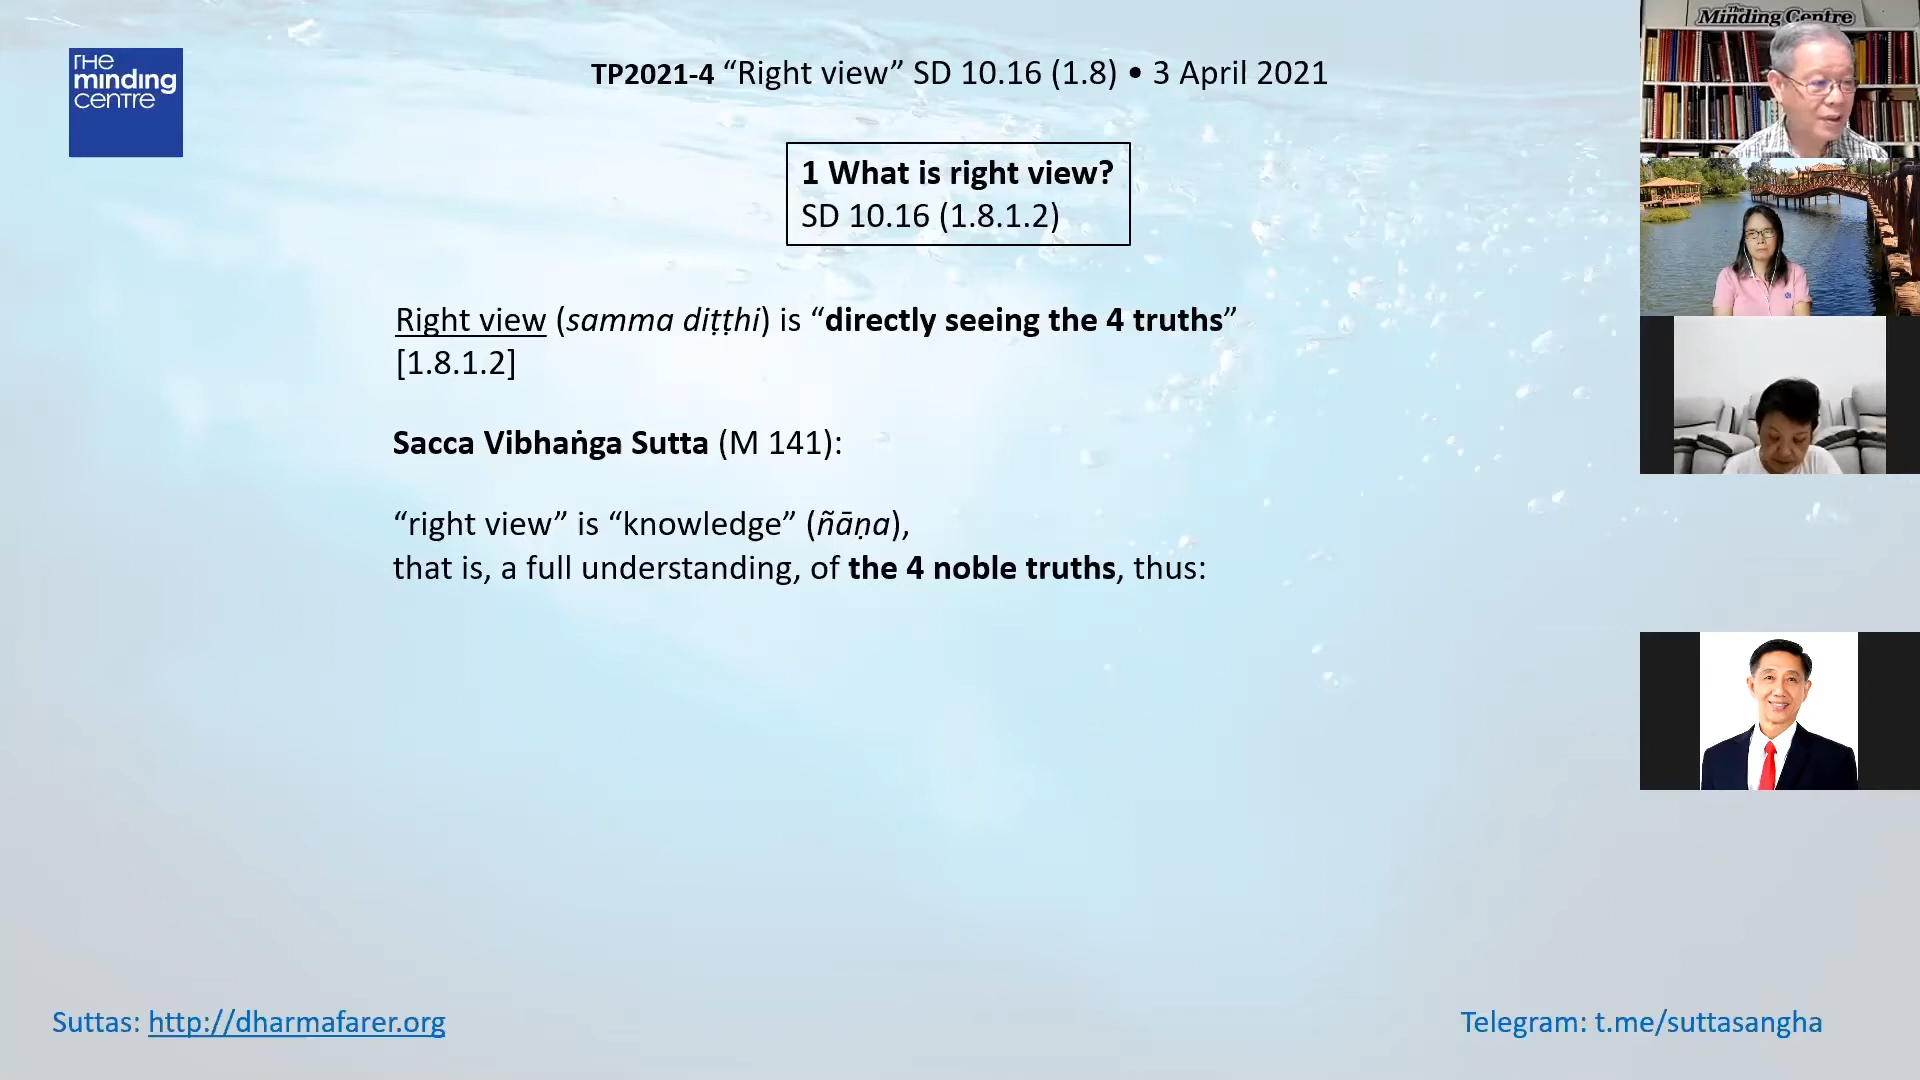 THE
minding
centre
TP2021-4 “Right view” SD 10.16 (1.8) • 3 April 2021
The
Minding Centre
1 What is right view?
SD 10.16 (1.8.1.2)
Right view (samma diṭṭhi) is “directly seeing the 4 truths”
[1.8.1.2]
Sacca Vibhaṅga Sutta (M 141):
“right view” is “knowledge” (ñāṇa),
that is, a full understanding, of the 4 noble truths, thus:
Suttas: http://dharmafarer.org
Telegram: t.me/suttasangha